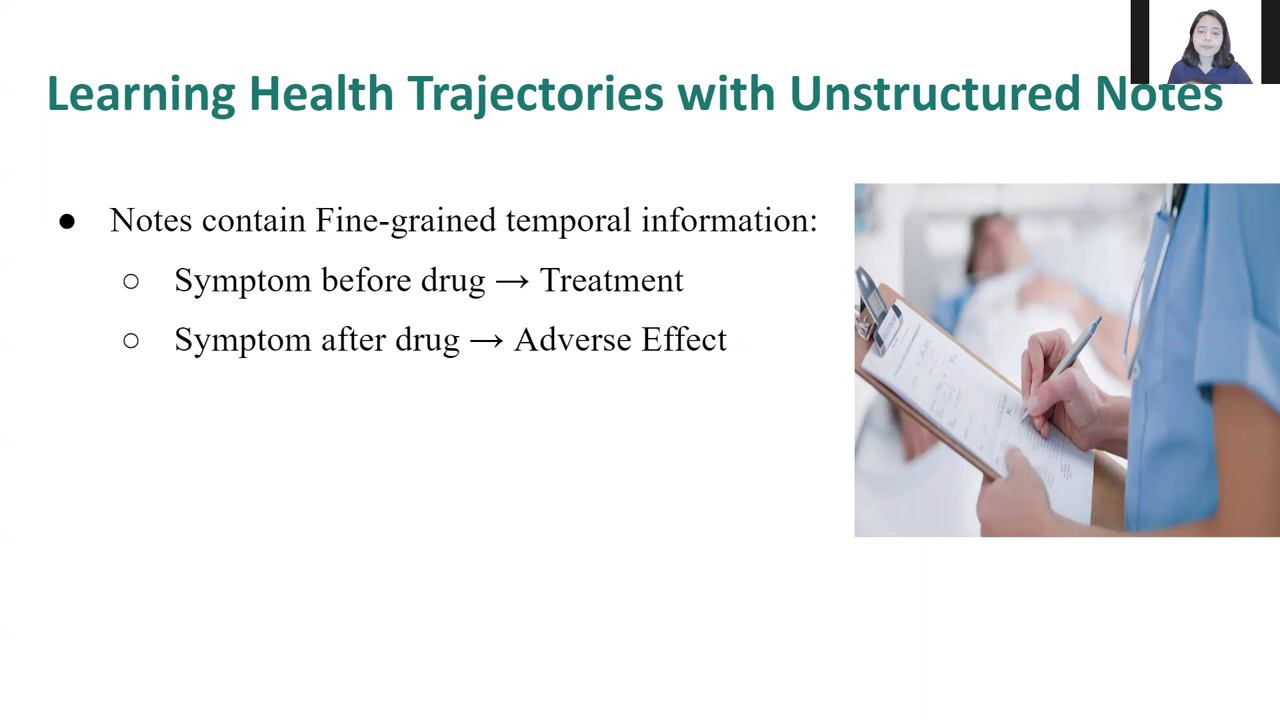 Learning Health Trajectories with Unstructured Notes
● Notes contain Fine-grained temporal information:
○ Symptom before drug → Treatment
○ Symptom after drug → Adverse Effect